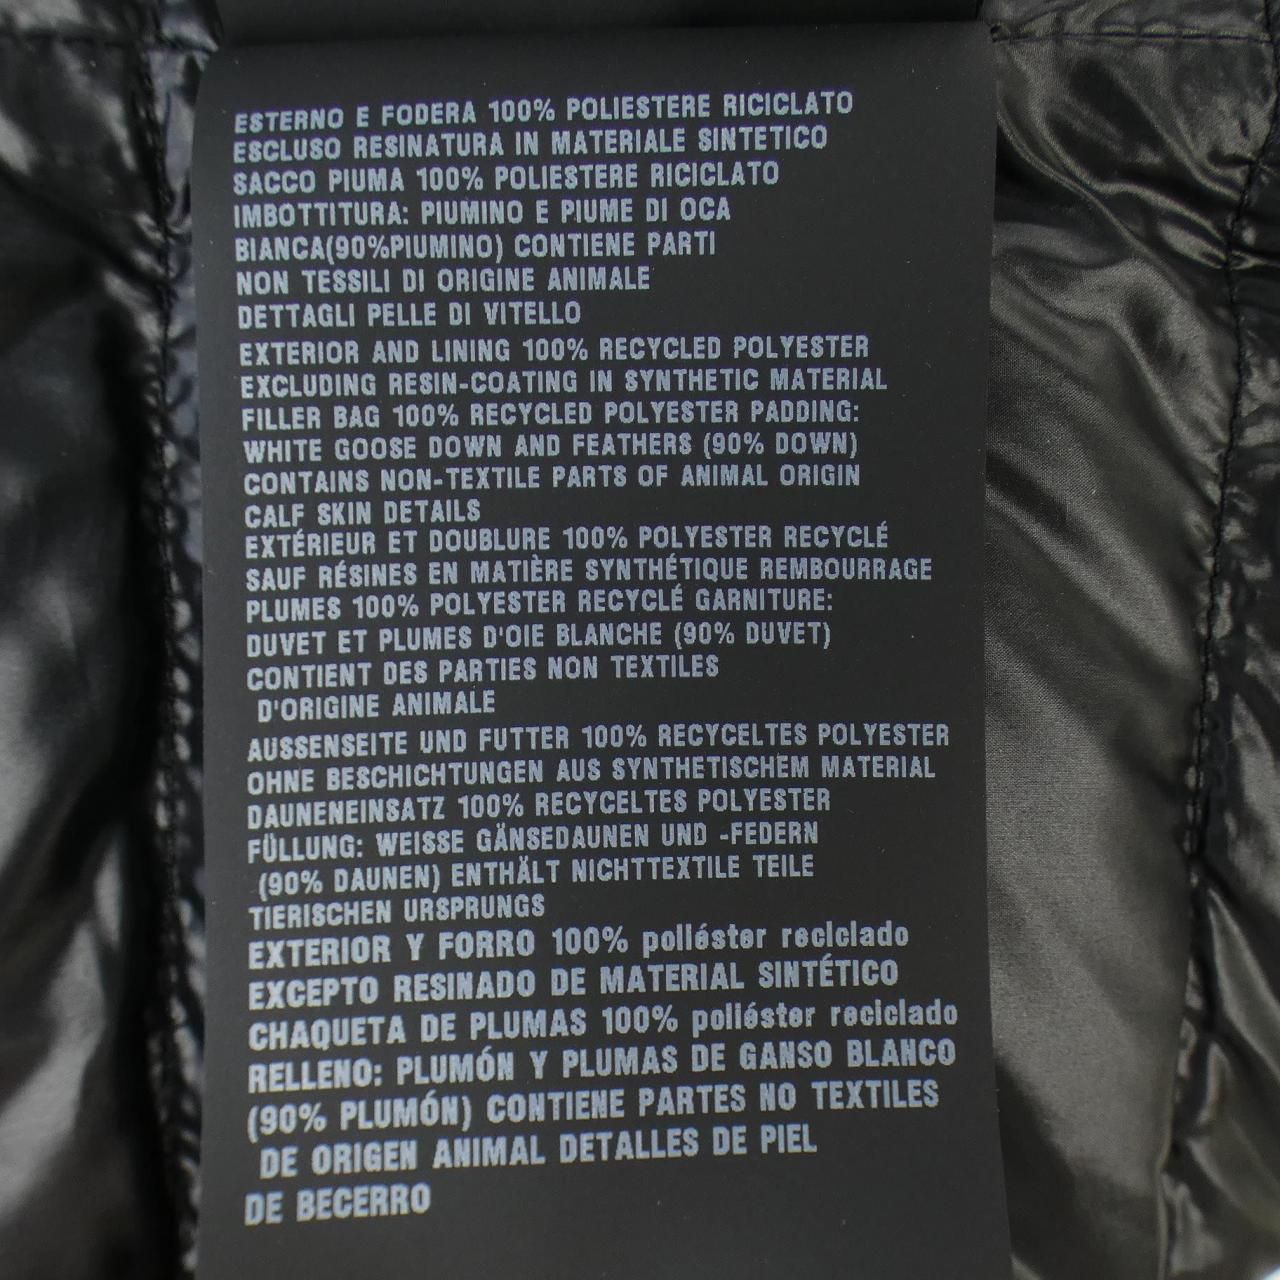 ESTERNO E FODERA 100% POLIESTERE RICICLATO
ESCLUSO RESINATURA IN MATERIALE SINTETICO
SACCO PIUMA 100% POLIESTERE RICICLATO
IMBOTTITURA: PIUMINO E PIUME DI OCA
BIANCA(90%PIUMINO) CONTIENE PARTI
NON TESSILI DI ORIGINE ANIMALE
DETTAGLI PELLE DI VITELLO
EXTERIOR AND LINING 100% RECYCLED POLYESTER
EXCLUDING RESIN-COATING IN SYNTHETIC MATERIAL
FILLER BAG 100% RECYCLED POLYESTER PADDING:
WHITE GOOSE DOWN AND FEATHERS (90% DOWN)
CONTAINS NON-TEXTILE PARTS OF ANIMAL ORIGIN
CALF SKIN DETAILS
EXTÉRIEUR ET DOUBLURE 100% POLYESTER RECYCLÉ
SAUF RÉSINES EN MATIÈRE SYNTHÉTIQUE REMBOURRAGE
PLUMES 100% POLYESTER RECYCLÉ GARNITURE:
DUVET ET PLUMES D'OIE BLANCHE (90% DUVET)
CONTIENT DES PARTIES NON TEXTILES
D'ORIGINE ANIMALE
AUSSENSEITE UND FUTTER 100% RECYCELTES POLYESTER
OHNE BESCHICHTUNGEN AUS SYNTHETISCHEM MATERIAL
DAUNENEINSATZ 100% RECYCELTES POLYESTER
FÜLLUNG: WEISSE GÄNSEDAUNEN UND -FEDERN
(90% DAUNEN) ENTHÄLT NICHTTEXTILE TEILE
TIERISCHEN URSPRUNGS
EXTERIOR Y FORRO 100% poliéster reciclado
EXCEPTO RESINADO DE MATERIAL SINTÉTICO
CHAQUETA DE PLUMAS 100% poliéster reciclado
RELLENO: PLUMÓN Y PLUMAS DE GANSO BLANCO
(90% PLUMÓN) CONTIENE PARTES NO TEXTILES
DE ORIGEN ANIMAL DETALLES DE PIEL
DE BECERRO